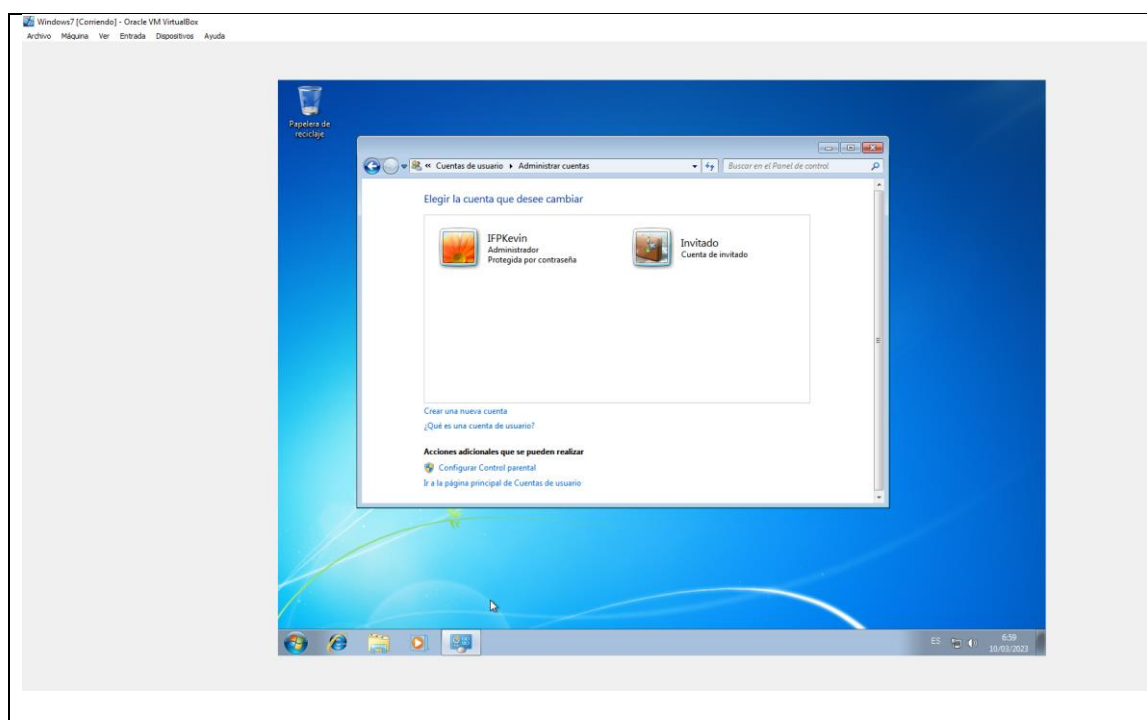 Windows7 [Corriendo] - Oracle VM VirtualBox
Archivo Máquina Ver Entrada Dispositivos Ayuda
Papelera de
reciclaje
« Cuentas de usuario Administrar cuentas
Buscar en el Panel de control
Elegir la cuenta que desee cambiar
IFPKevin
Administrador
Protegida por contraseña
Invitado
Cuenta de invitado
Crear una nueva cuenta
¿Qué es una cuenta de usuario?
Acciones adicionales que se pueden realizar
Configurar Control parental
Ir a la página principal de Cuentas de usuario
ES
6:59
10/03/2023